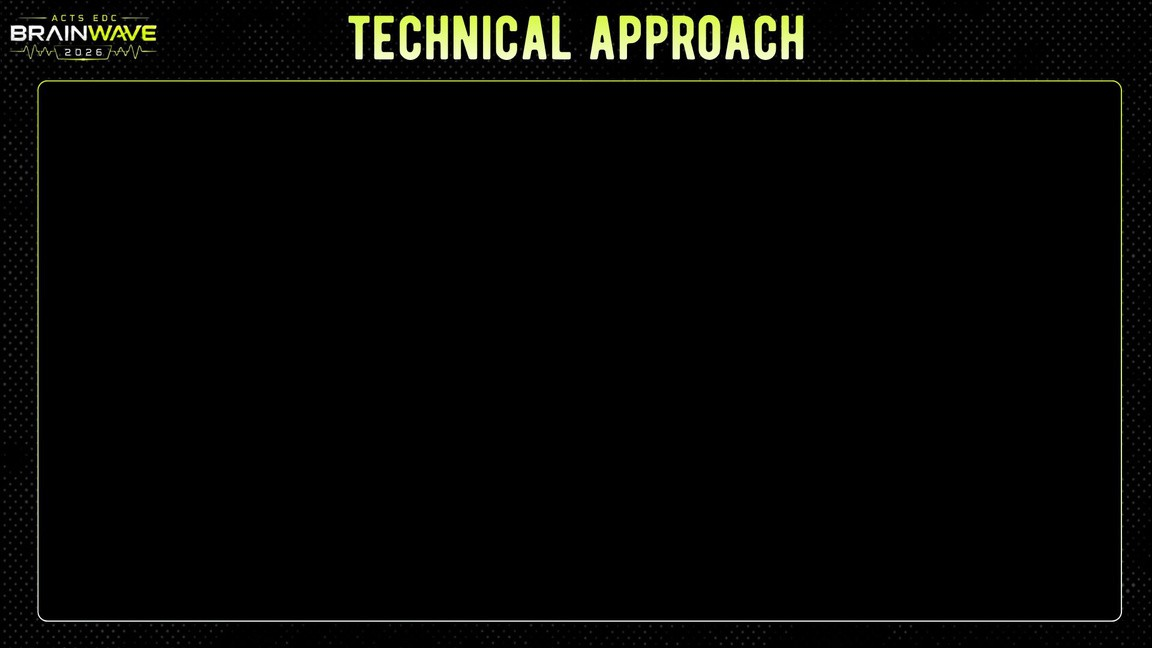 ACTS EDC
BRAINWAVE
2026
TECHNICAL APPROACH